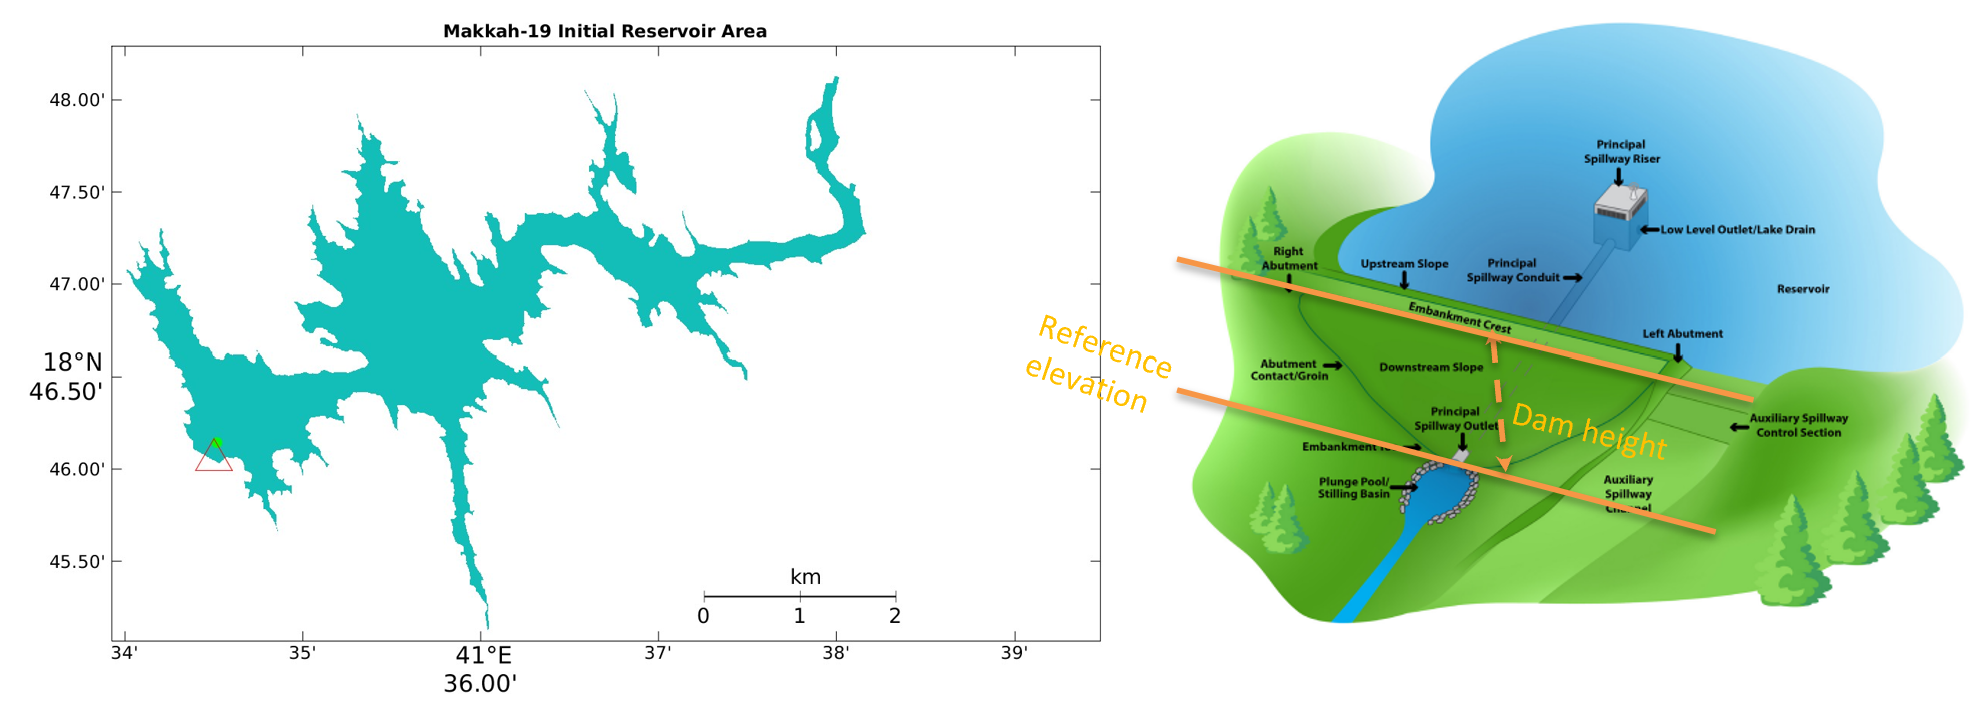 Makkah-19 Initial Reservoir Area
48.00'
47.50'
47.00'
18°N
46.50'
46.00'
45.50'
km
0 1 2
34' 35' 41°E 37' 38' 39'
36.00'
Reference
elevation
Dam height
Principal
Spillway Riser
Low Level Outlet/Lake Drain
Right
Abutment
Upstream Slope
Principal
Spillway Conduit
Reservoir
Embankment Crest
Left Abutment
Abutment
Contact/Groin
Downstream Slope
Principal
Spillway Outlet
Embankment
Plunge Pool/
Stilling Basin
Auxiliary Spillway
Control Section
Auxiliary
Spillway
Channel